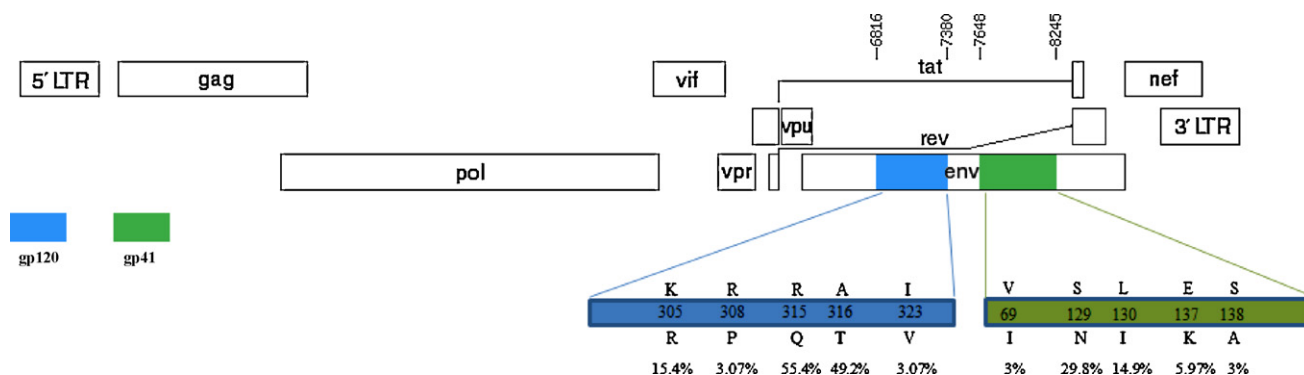 –6816 –7380 –7648 –8245
5′ LTR gag vif tat nef
vpu rev 3′ LTR
pol vpr env
gp120 gp41
K R R A I V S L E S
305 308 315 316 323 69 129 130 137 138
R P Q T V I N I K A
15.4% 3.07% 55.4% 49.2% 3.07% 3% 29.8% 14.9% 5.97% 3%